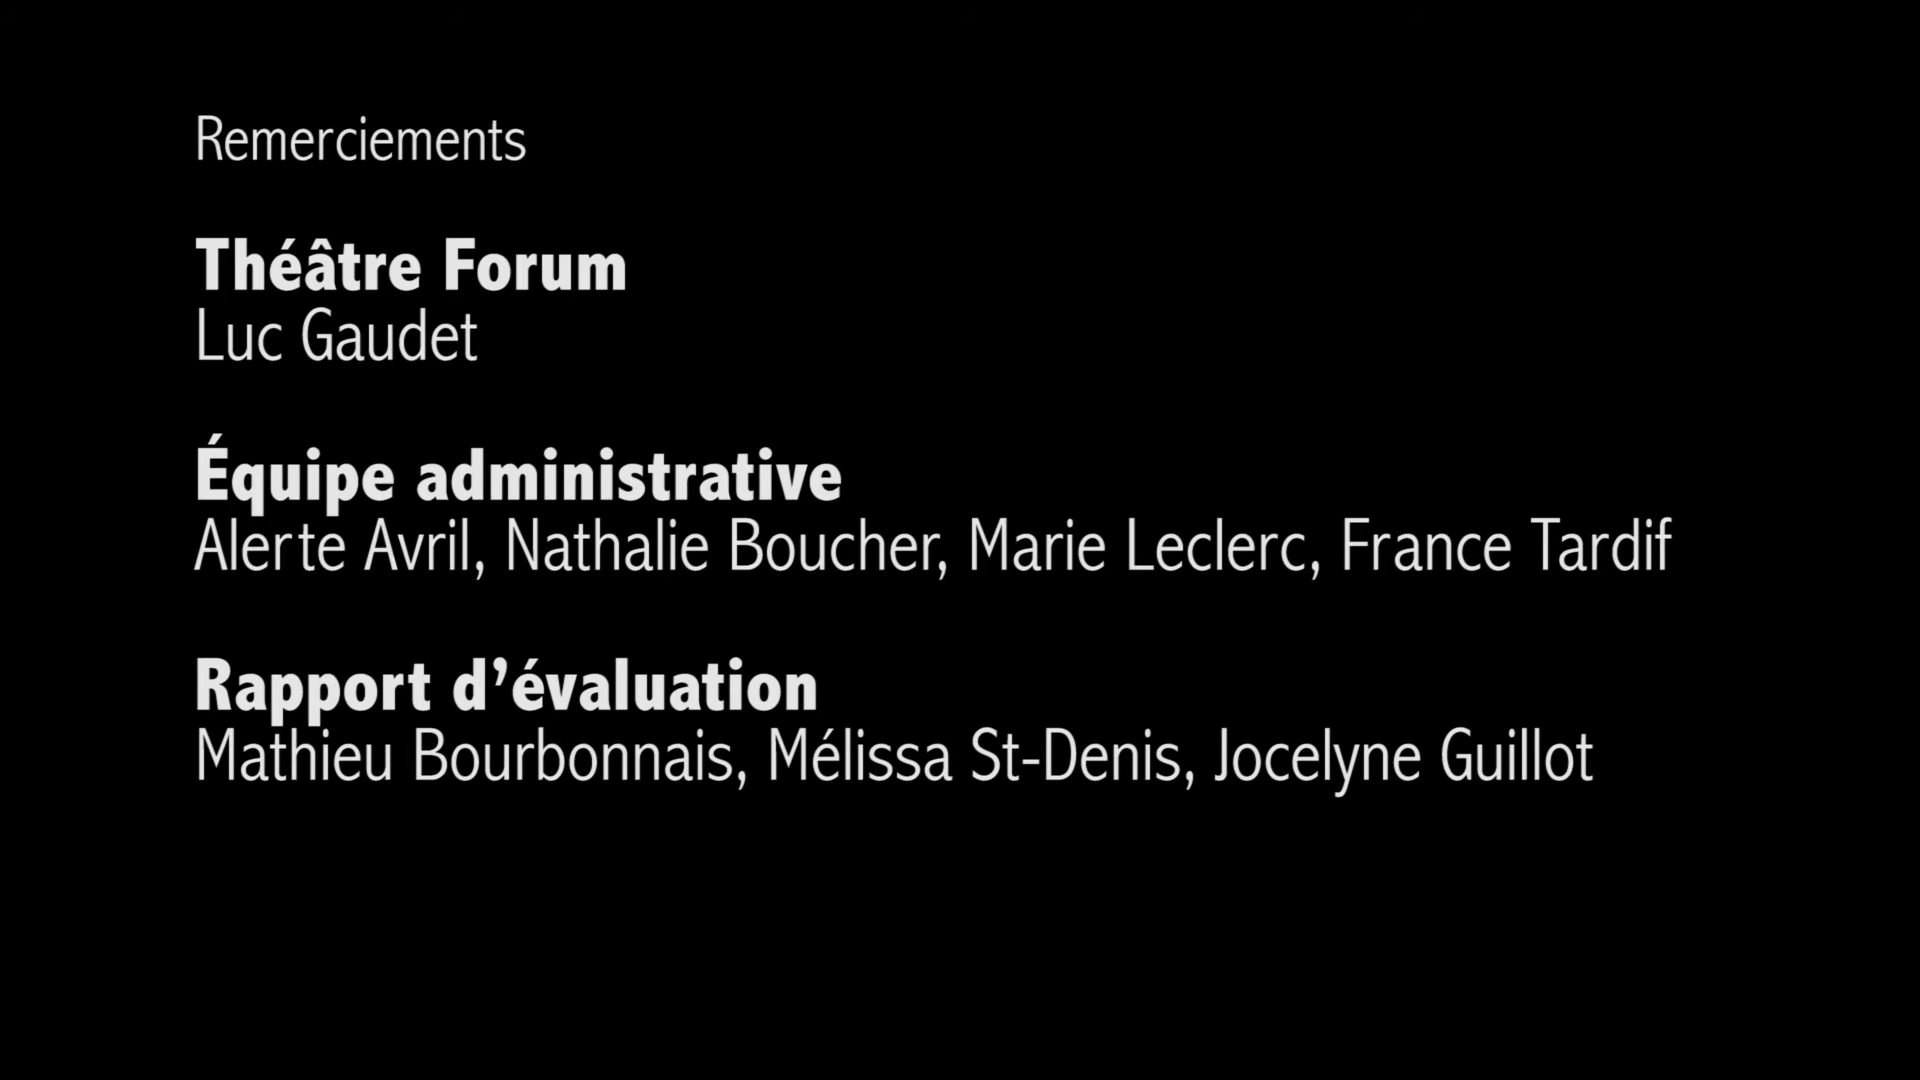 Remerciements
Théâtre Forum
Luc Gaudet
Équipe administrative
Alerte Avril, Nathalie Boucher, Marie Leclerc, France Tardif
Rapport d’évaluation
Mathieu Bourbonnais, Mélissa St-Denis, Jocelyne Guillot